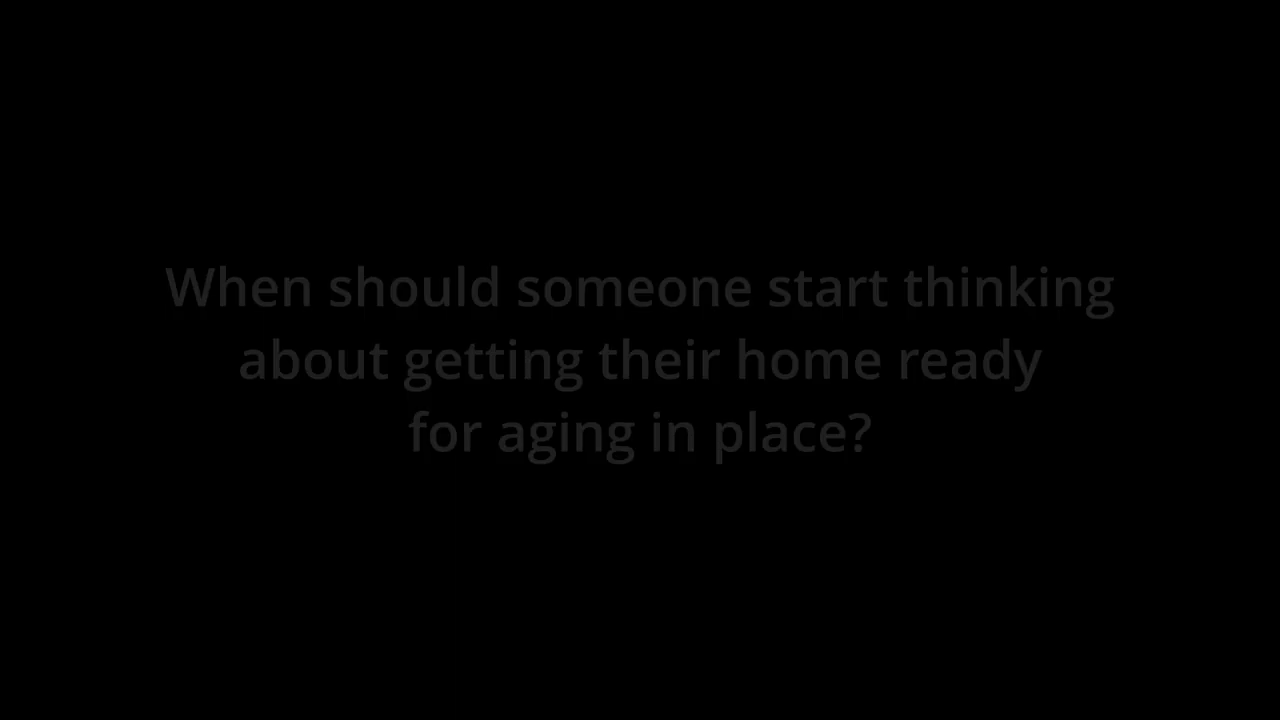 When should someone start thinking
about getting their home ready
for aging in place?